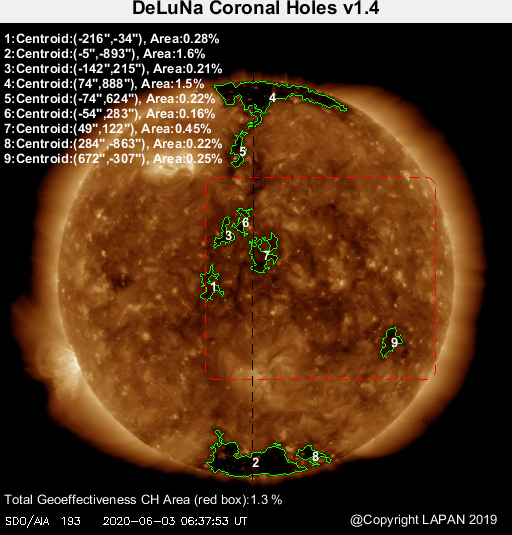 DeLuNa Coronal Holes v1.4
1:Centroid:(-216",-34"), Area:0.28%
2:Centroid:(-5",-893"), Area:1.6%
3:Centroid:(-142",215"), Area:0.21%
4:Centroid:(74",888"), Area:1.5%
5:Centroid:(-74",624"), Area:0.22%
6:Centroid:(-54",283"), Area:0.16%
7:Centroid:(49",122"), Area:0.45%
8:Centroid:(284",-863"), Area:0.22%
9:Centroid:(672",-307"), Area:0.25%
4
5
6
3
7
1
9
8
2
Total Geoeffectiveness CH Area (red box):1.3 %
SDO/AIA 193 2020-06-03 06:37:53 UT
@Copyright LAPAN 2019